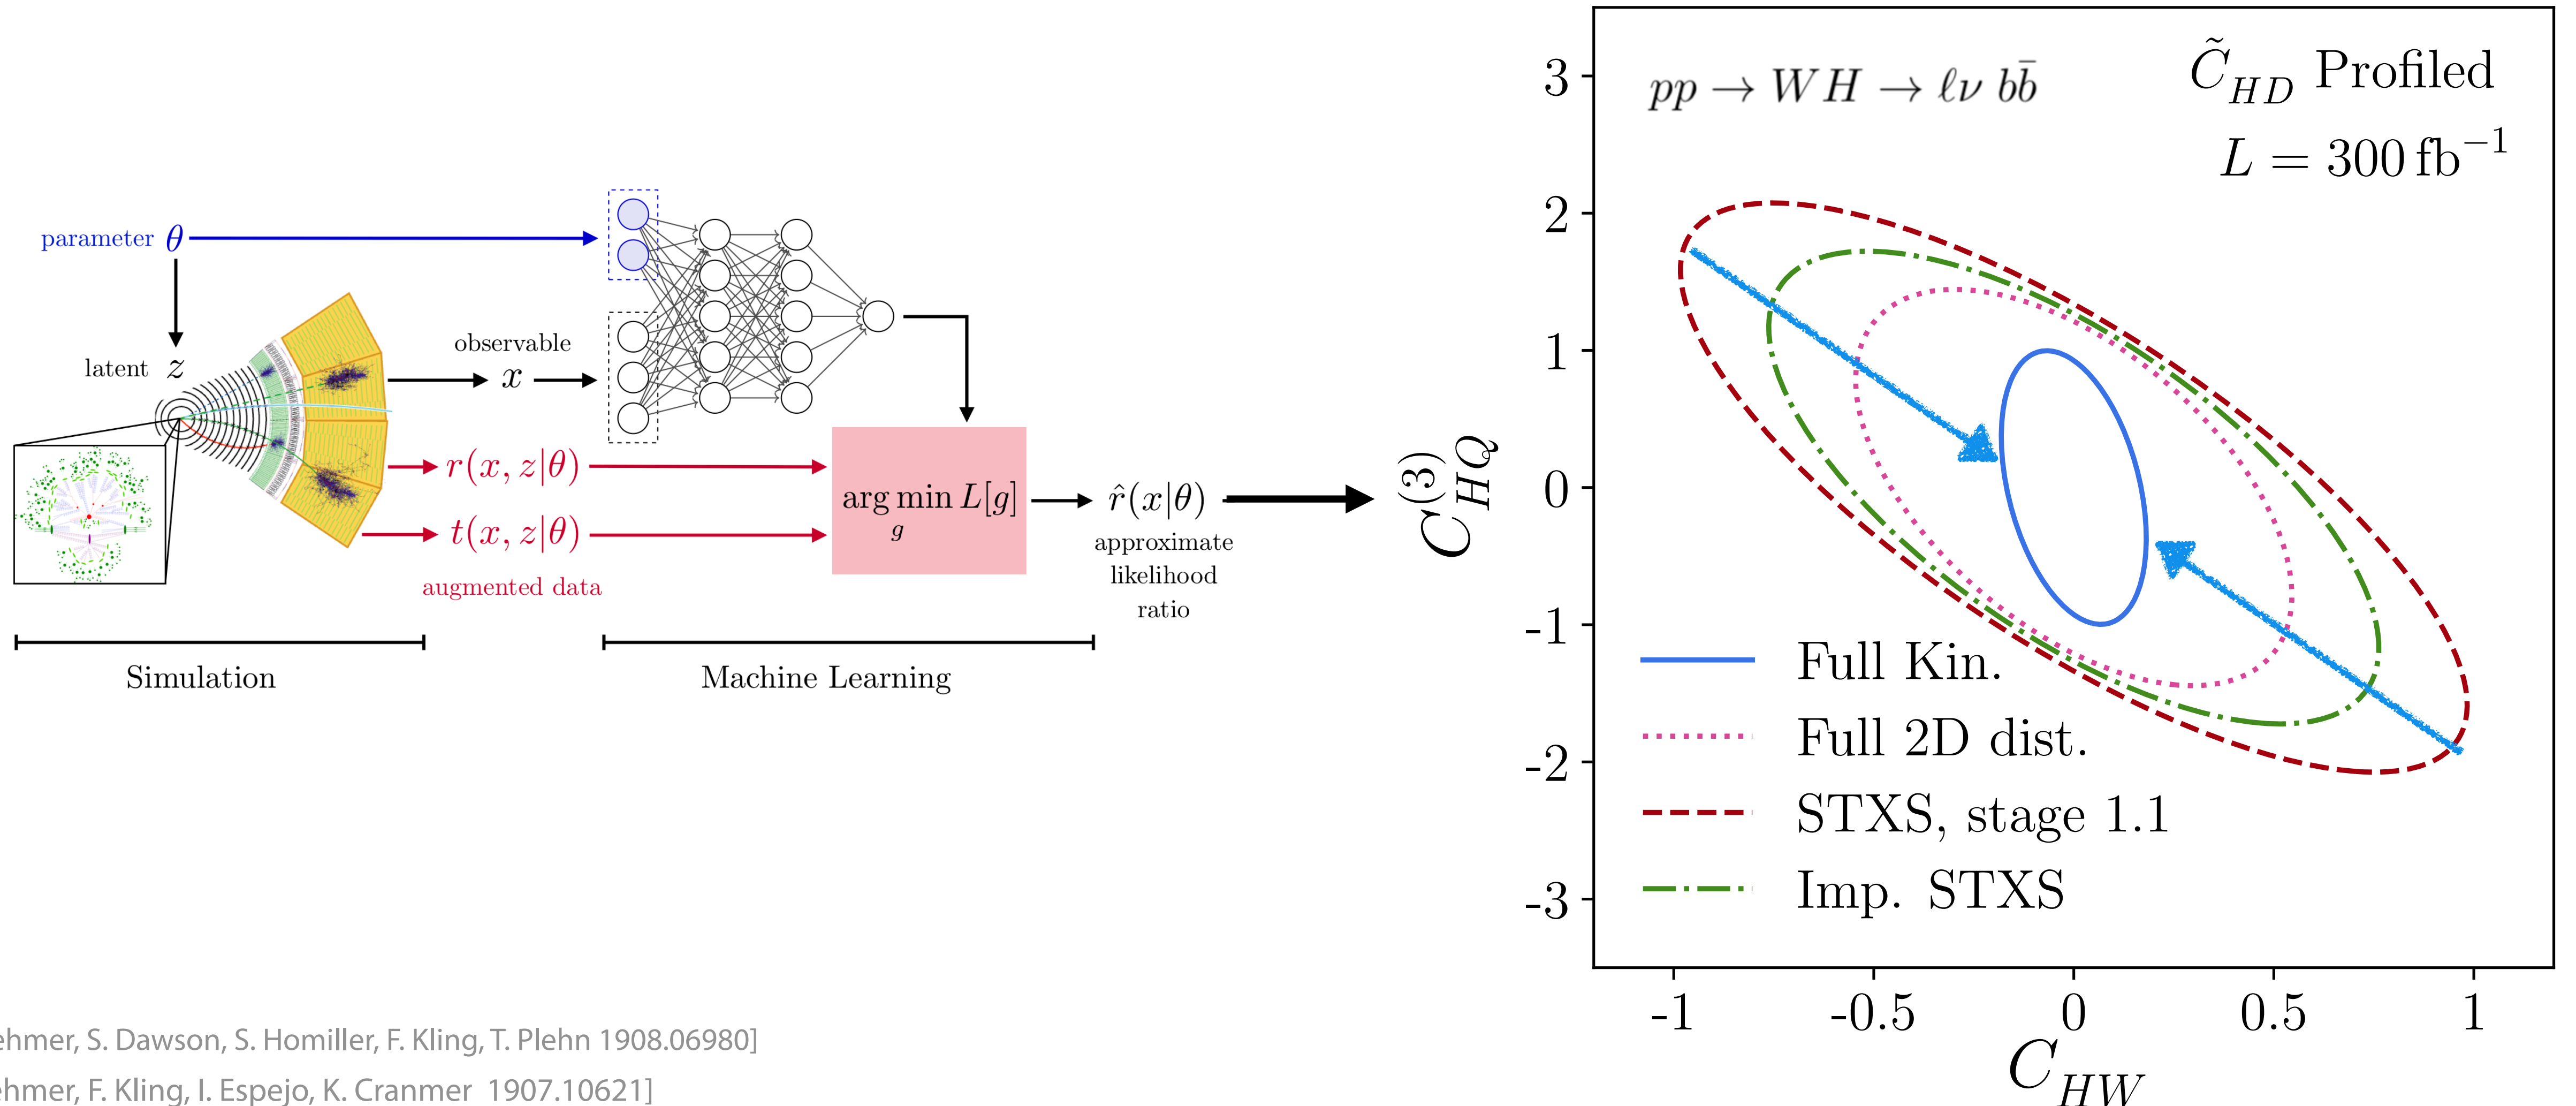 parameter θ
latent z
observable
x
r(x, z|θ)
t(x, z|θ)
augmented data
arg min L[g]
g
r̂(x|θ)
approximate
likelihood
ratio
Simulation
Machine Learning
ehmer, S. Dawson, S. Homiller, F. Kling, T. Plehn 1908.06980]
ehmer, F. Kling, I. Espejo, K. Cranmer 1907.10621]
pp → WH → ℓν bb̄
C̃_HD Profiled
L = 300 fb⁻¹
C_HQ^(3)
3
2
1
0
-1
-2
-3
Full Kin.
Full 2D dist.
STXS, stage 1.1
Imp. STXS
-1 -0.5 0 0.5 1
C_HW